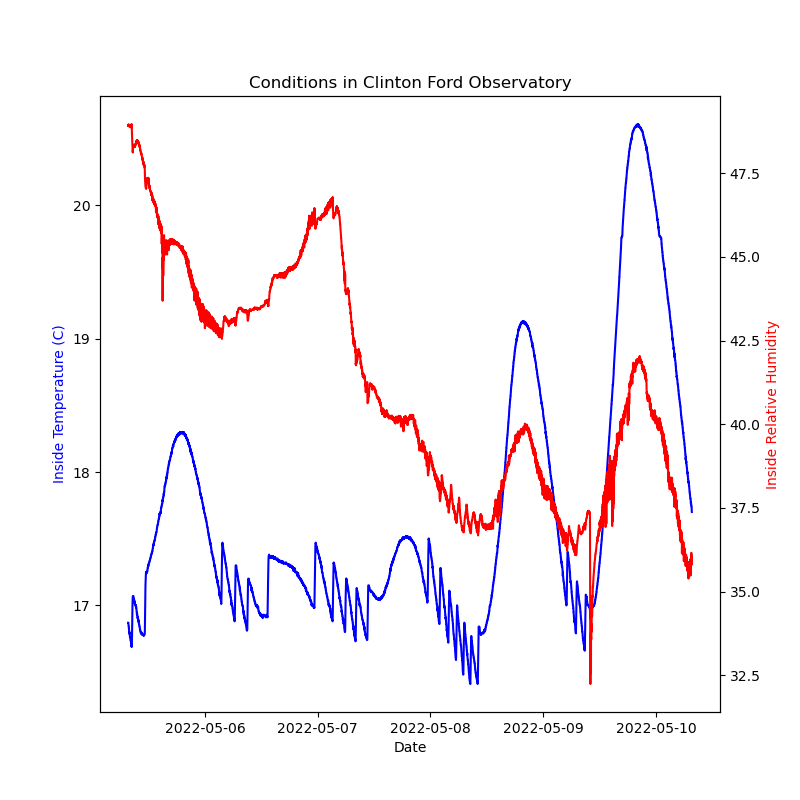 Conditions in Clinton Ford Observatory
Inside Temperature (C)
20
19
18
17
47.5
45.0
42.5
40.0
37.5
35.0
32.5
Inside Relative Humidity
2022-05-06 2022-05-07 2022-05-08 2022-05-09 2022-05-10
Date